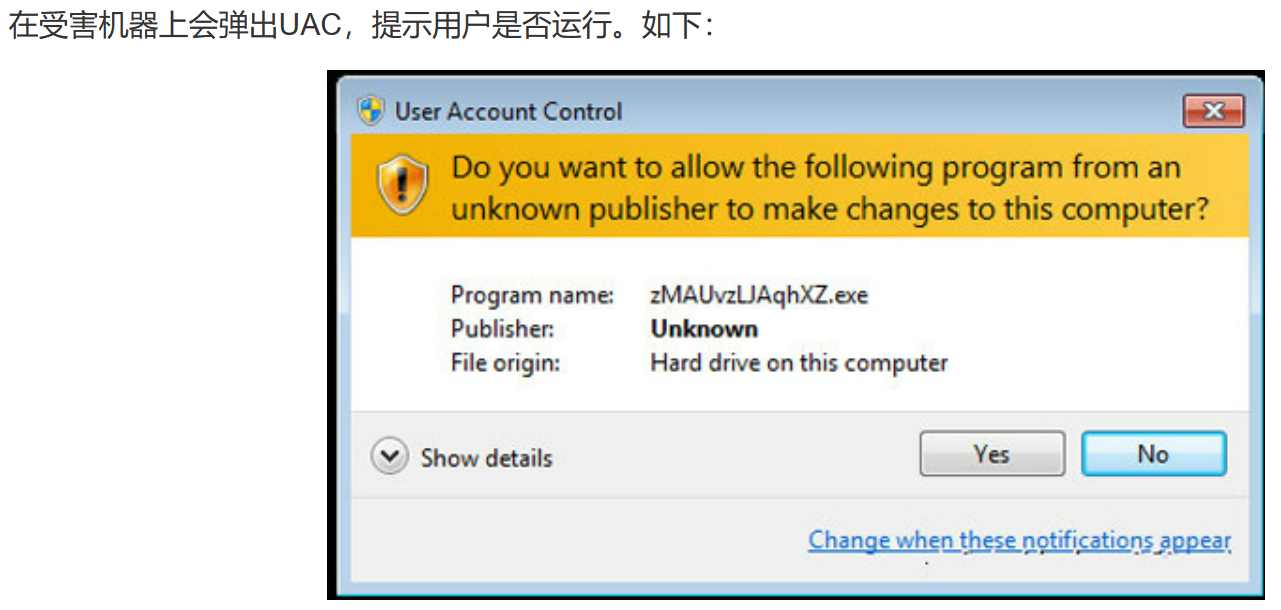 在受害机器上会弹出UAC，提示用户是否运行。如下：
User Account Control
Do you want to allow the following program from an
unknown publisher to make changes to this computer?
Program name: zMAUvzLJAqhXZ.exe
Publisher: Unknown
File origin: Hard drive on this computer
Show details
Yes
No
Change when these notifications appear